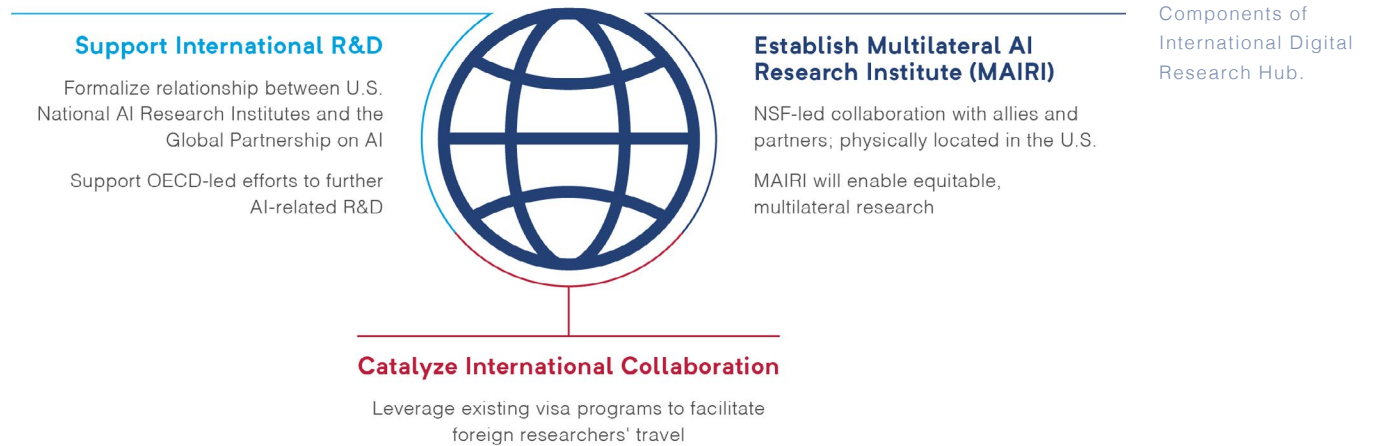 Support International R&D
Formalize relationship between U.S.
National AI Research Institutes and the
Global Partnership on AI
Support OECD-led efforts to further
AI-related R&D
Establish Multilateral AI
Research Institute (MAIRI)
NSF-led collaboration with allies and
partners; physically located in the U.S.
MAIRI will enable equitable,
multilateral research
Components of
International Digital
Research Hub.
Catalyze International Collaboration
Leverage existing visa programs to facilitate
foreign researchers' travel